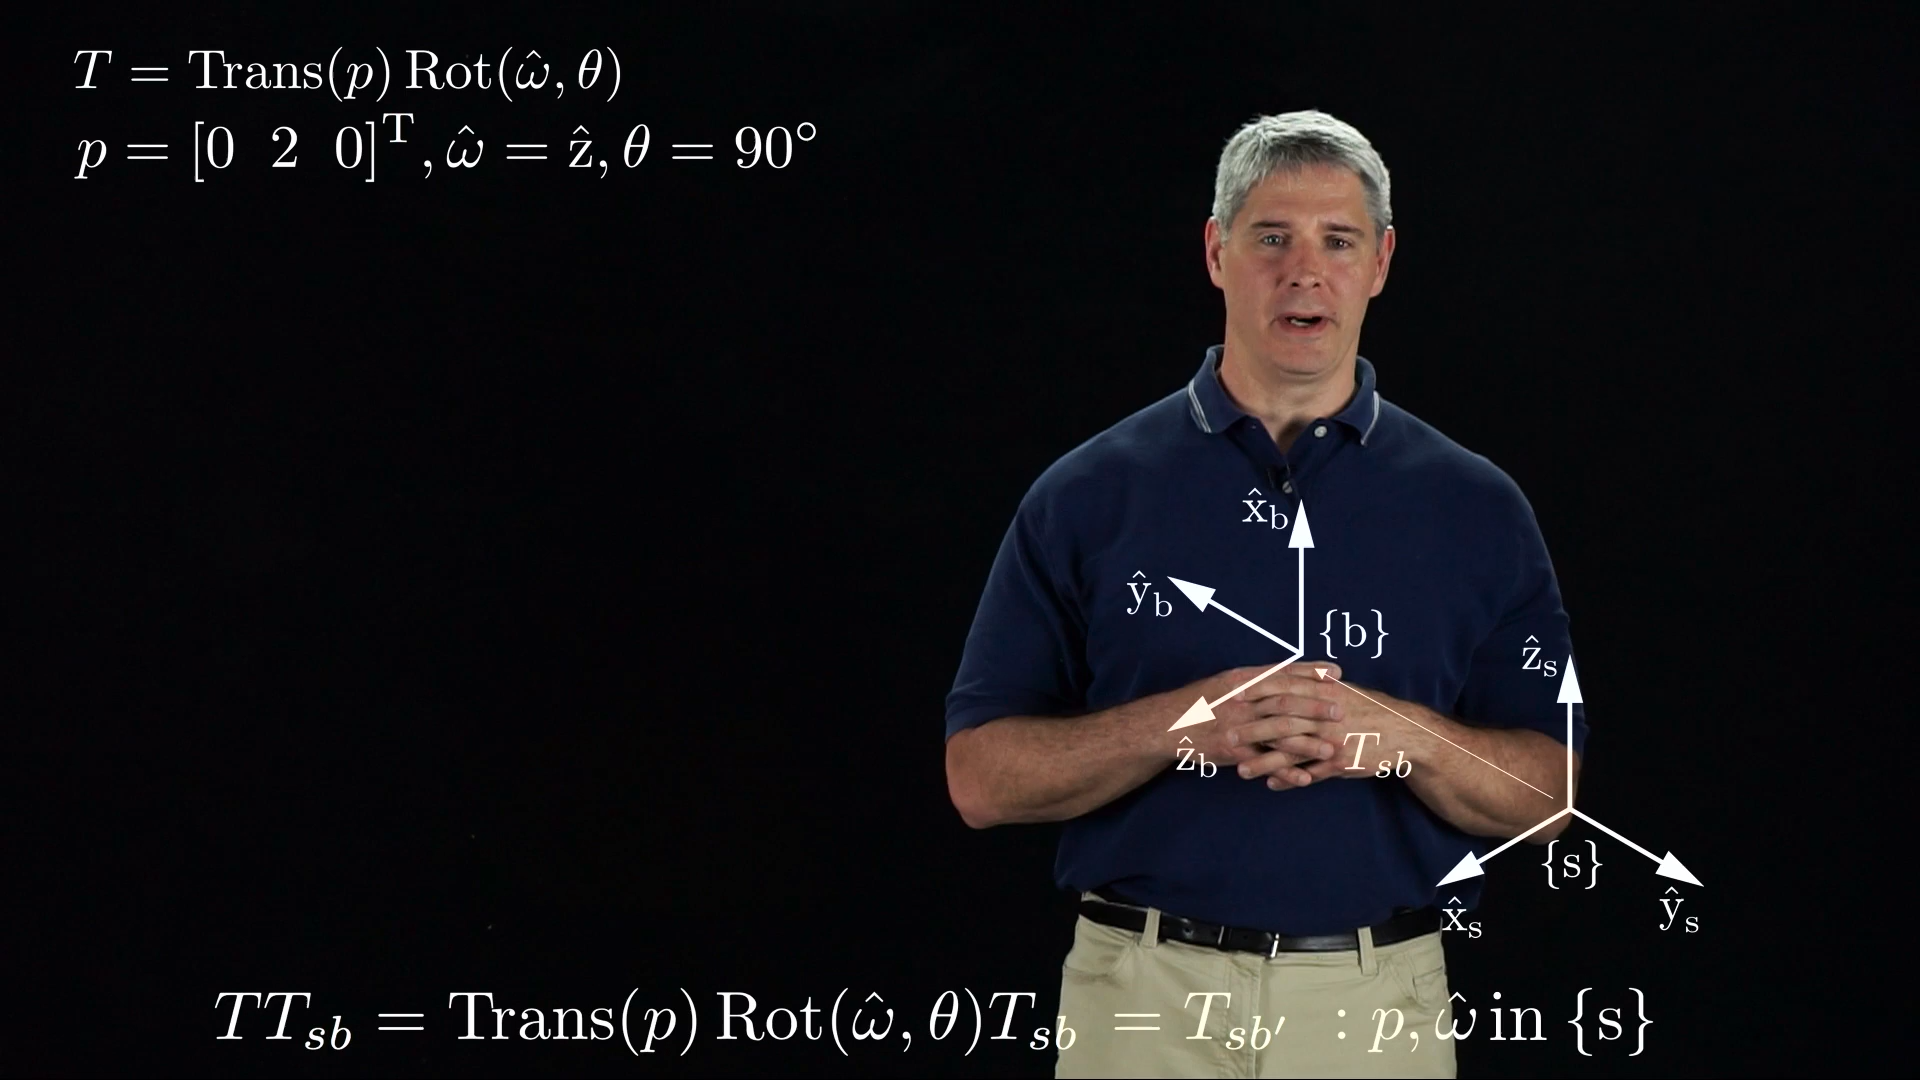 T = Trans(p) Rot(ω̂, θ)
p = [0 2 0]ᵀ, ω̂ = ẑ, θ = 90°
x̂_b
ŷ_b
{b}
ẑ_s
ẑ_b
T_sb
{s}
x̂_s
ŷ_s
TT_sb = Trans(p) Rot(ω̂, θ)T_sb = T_sb′ : p, ω̂ in {s}